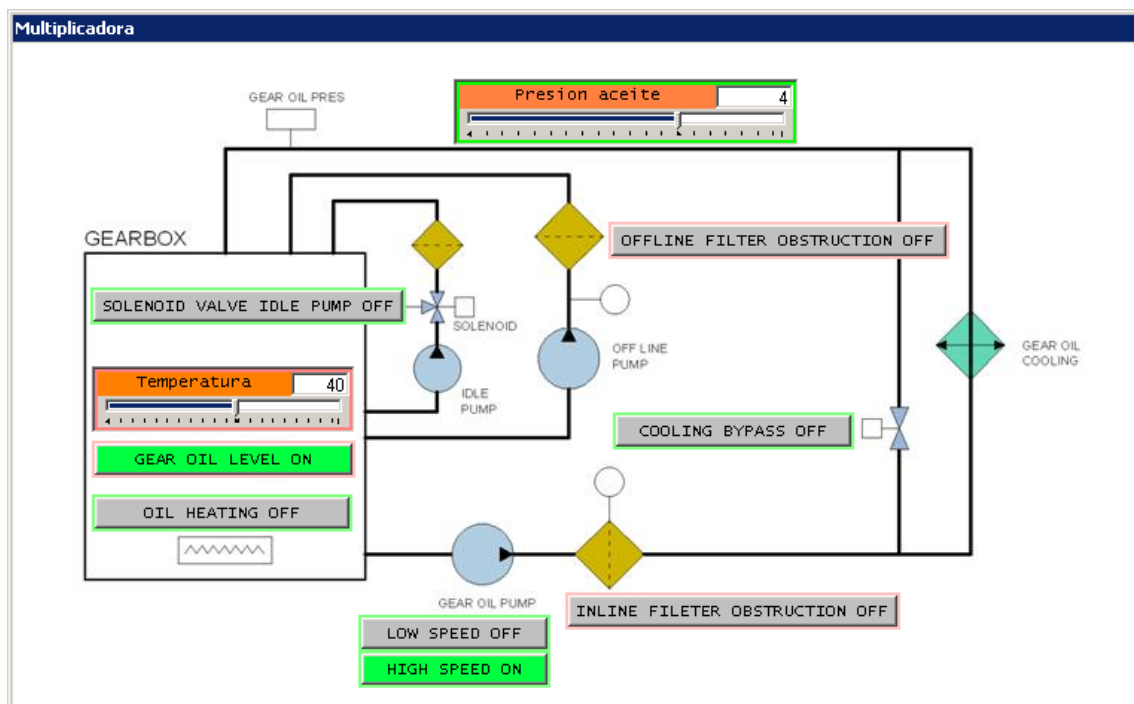 Multiplicadora
GEAR OIL PRES
Presion aceite 4
GEARBOX
OFFLINE FILTER OBSTRUCTION OFF
SOLENOID VALVE IDLE PUMP OFF
SOLENOID
OFF LINE
PUMP
GEAR OIL
COOLING
Temperatura 40
IDLE
PUMP
COOLING BYPASS OFF
GEAR OIL LEVEL ON
OIL HEATING OFF
GEAR OIL PUMP
INLINE FILETER OBSTRUCTION OFF
LOW SPEED OFF
HIGH SPEED ON